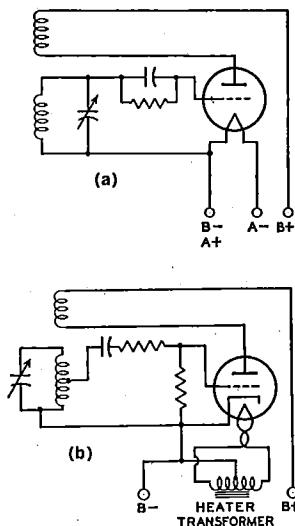 (a)
B- A- B+
A+
(b)
B- B+
HEATER
TRANSFORMER